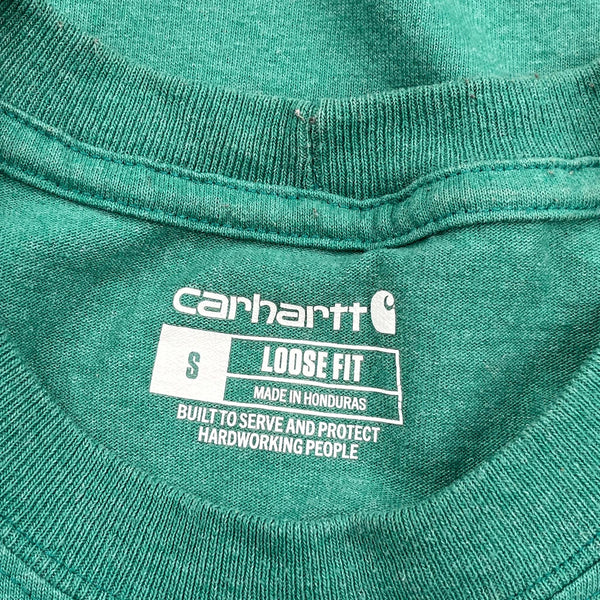 carhartt
S LOOSE FIT
MADE IN HONDURAS
BUILT TO SERVE AND PROTECT
HARDWORKING PEOPLE